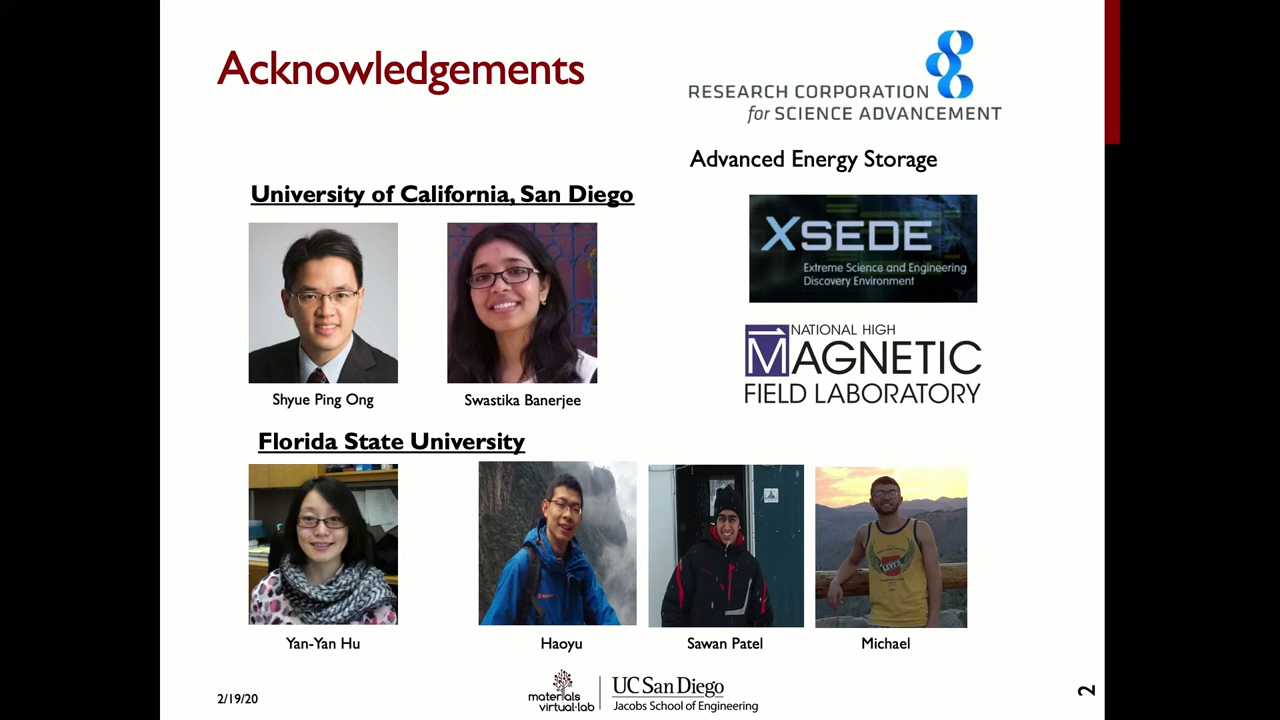 Acknowledgements
RESEARCH CORPORATION
for SCIENCE ADVANCEMENT
Advanced Energy Storage
University of California, San Diego
XSEDE
Extreme Science and Engineering
Discovery Environment
NATIONAL HIGH
MAGNETIC
FIELD LABORATORY
Shyue Ping Ong
Swastika Banerjee
Florida State University
Yan-Yan Hu
Haoyu
Sawan Patel
Michael
2/19/20
materials
virtual·lab
UC San Diego
Jacobs School of Engineering
2